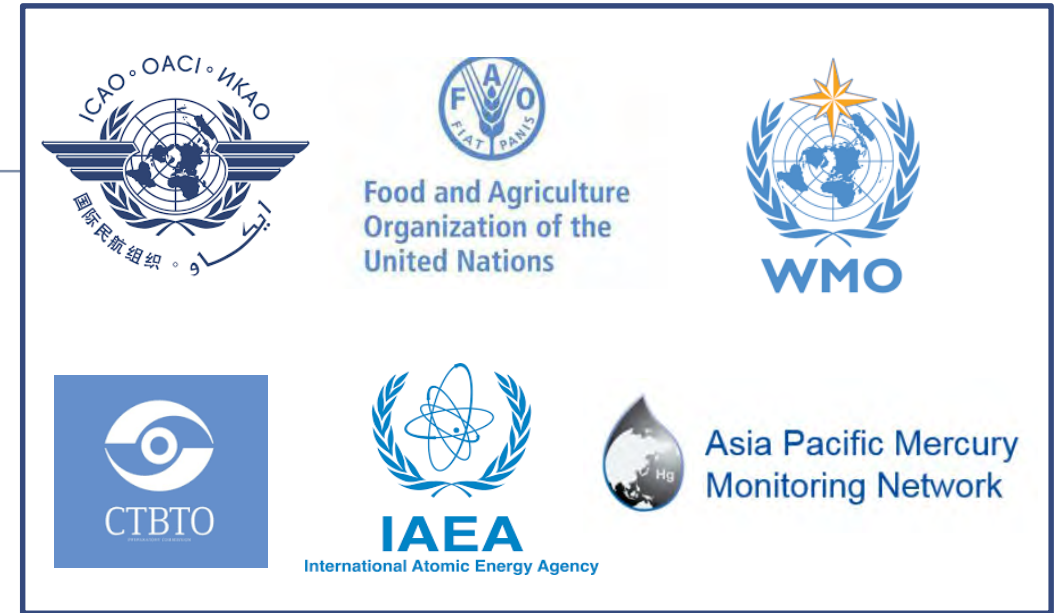 ICAO ∘ OACI ∘ ИКАО
国际民航组织 ∘ ايكاو
FAO
FIAT PANIS
Food and Agriculture
Organization of the
United Nations
WMO
CTBTO
IAEA
International Atomic Energy Agency
Hg
Asia Pacific Mercury
Monitoring Network